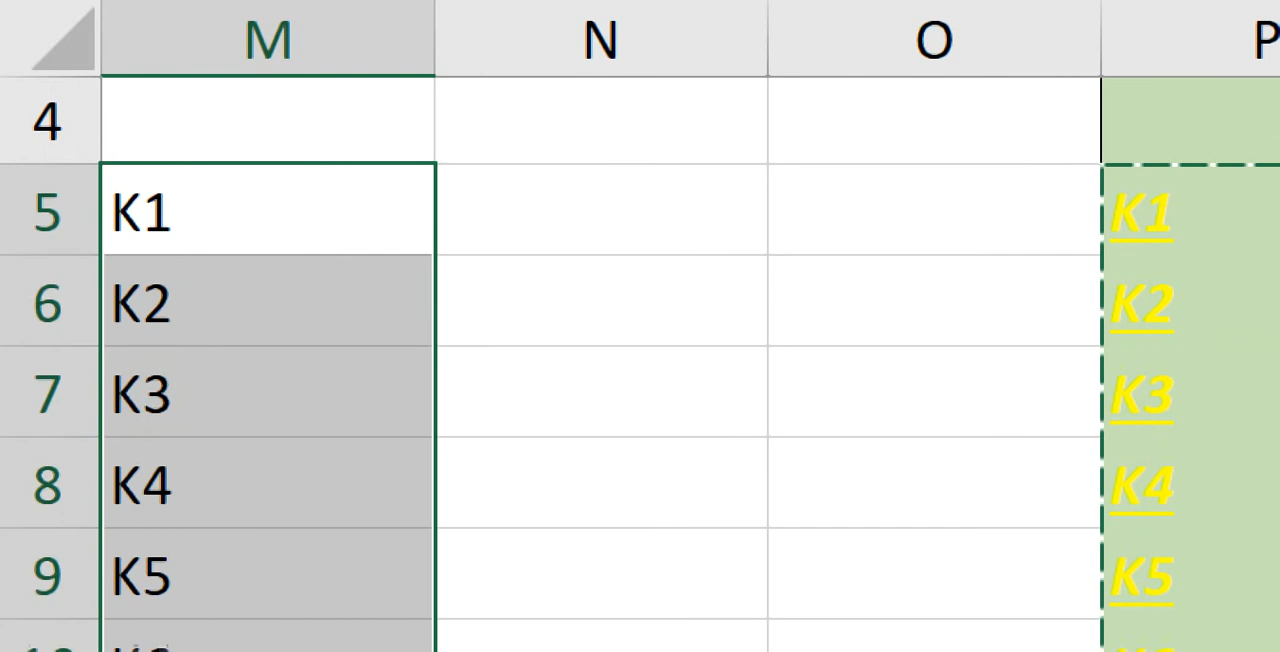 M N O P
4
5 K1 K1
6 K2 K2
7 K3 K3
8 K4 K4
9 K5 K5